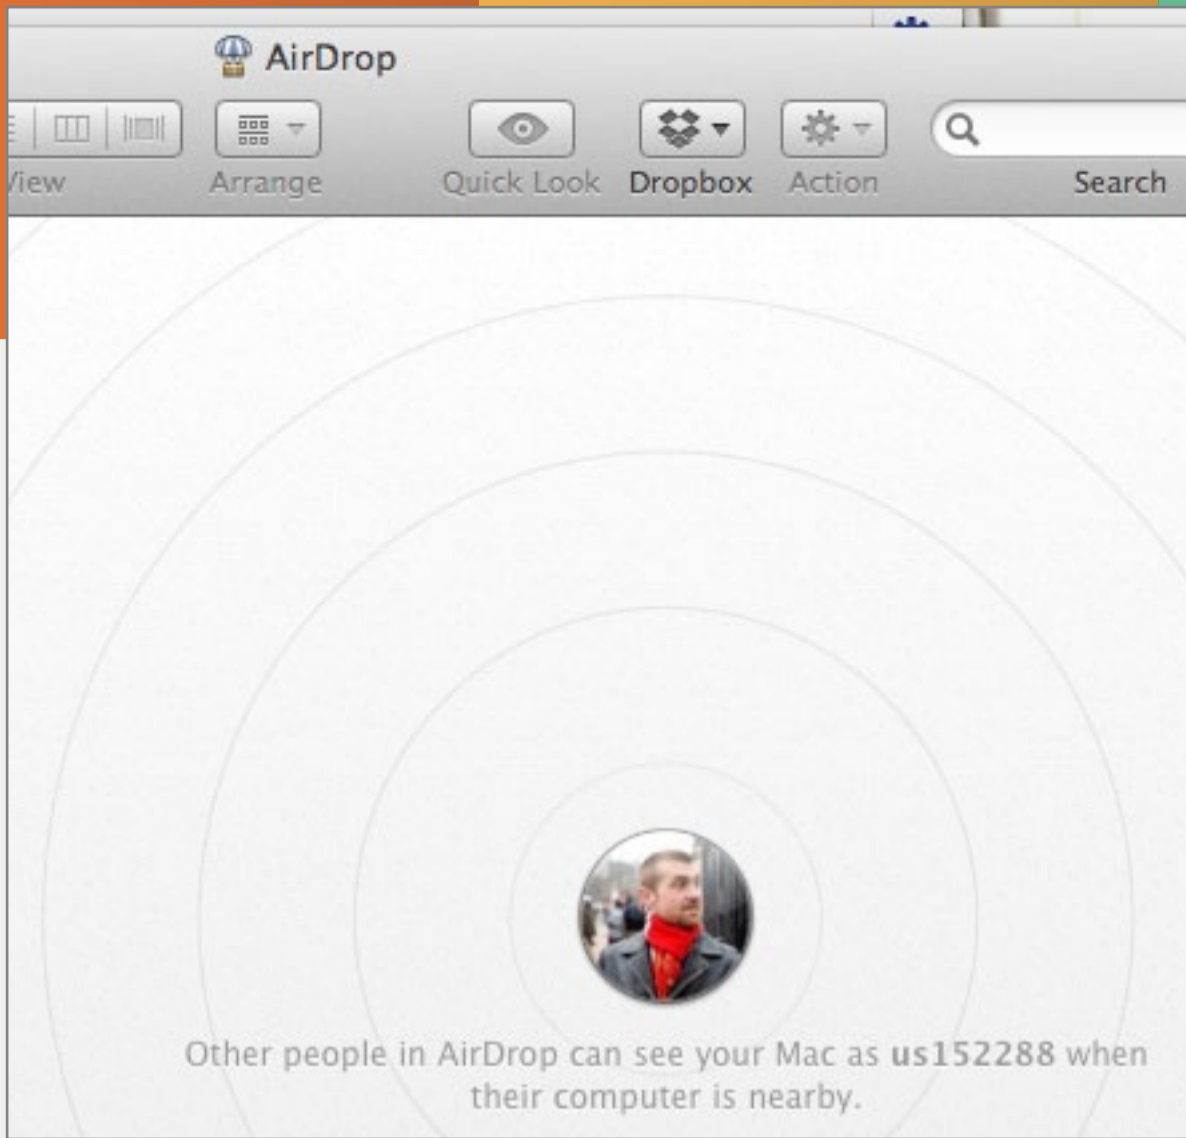 AirDrop
View
Arrange
Quick Look
Dropbox
Action
Search
Other people in AirDrop can see your Mac as us152288 when
their computer is nearby.